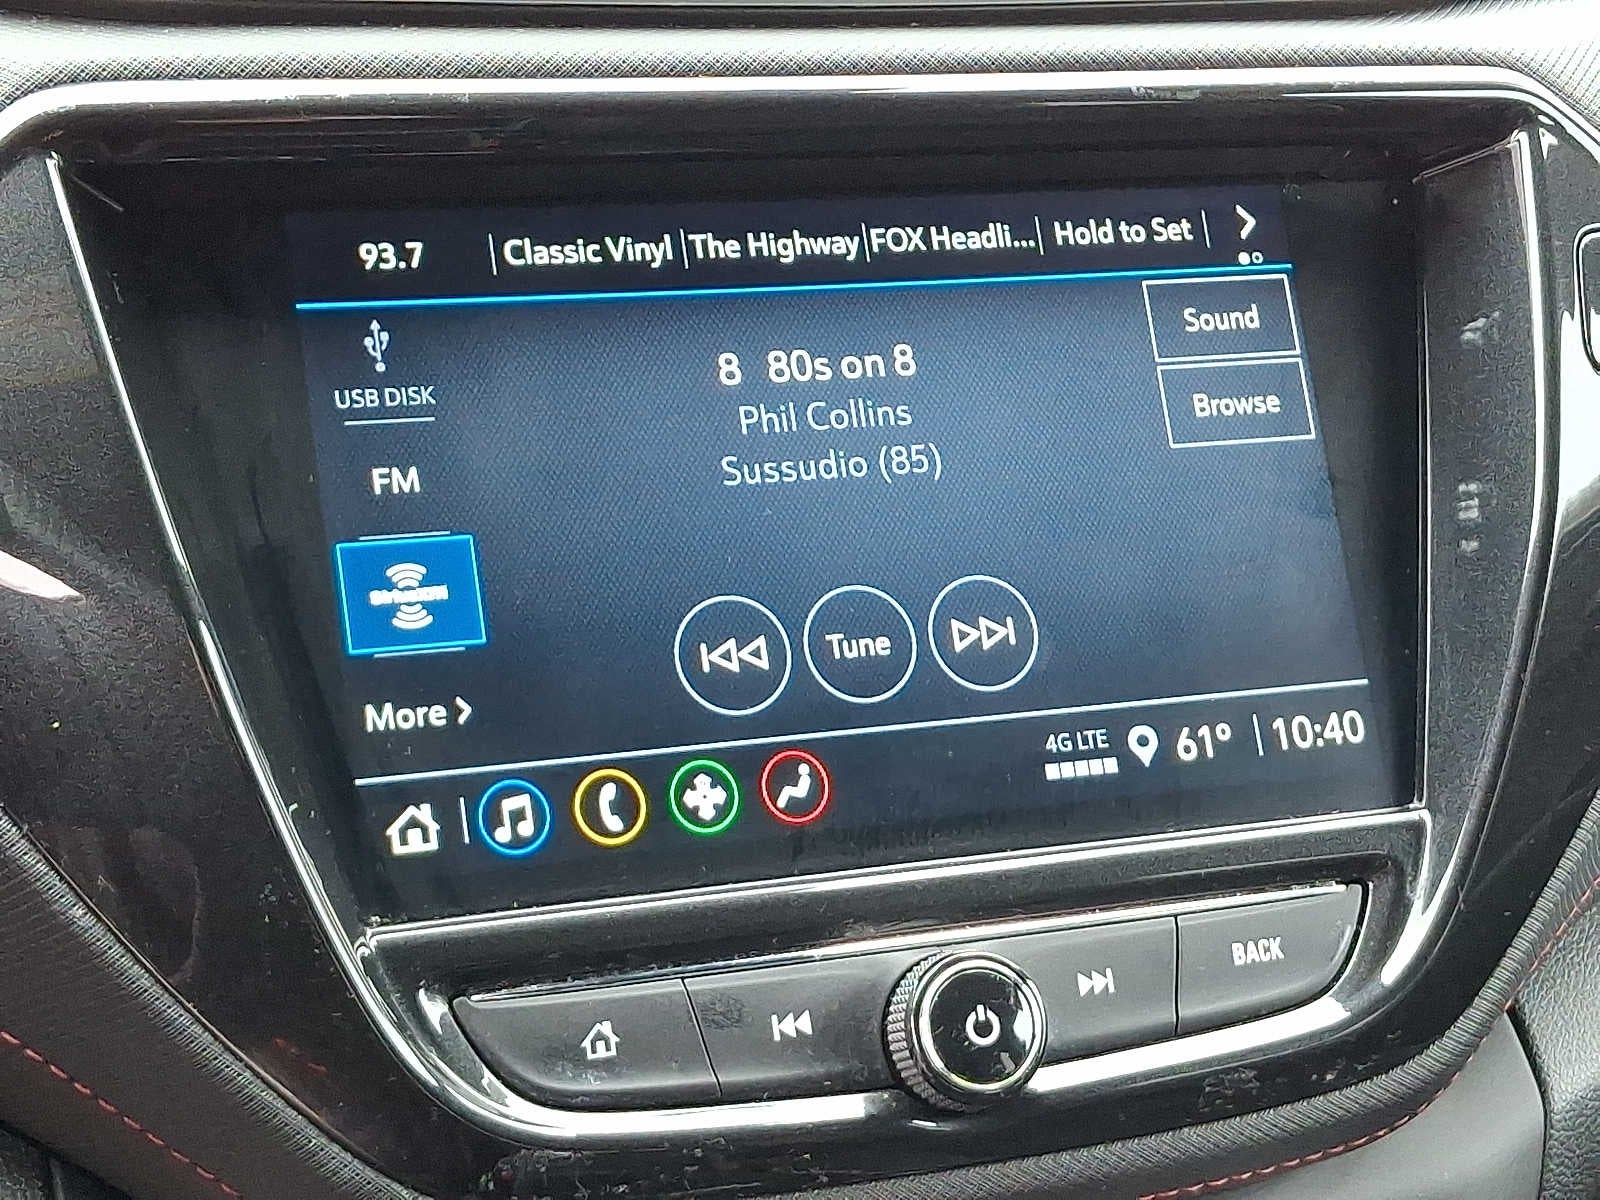 93.7 | Classic Vinyl | The Highway | FOX Headli... | Hold to Set | >
USB DISK
Sound
8 80s on 8
Browse
Phil Collins
Sussudio (85)
FM
SiriusXM
Tune
More >
4G LTE
61° | 10:40
BACK